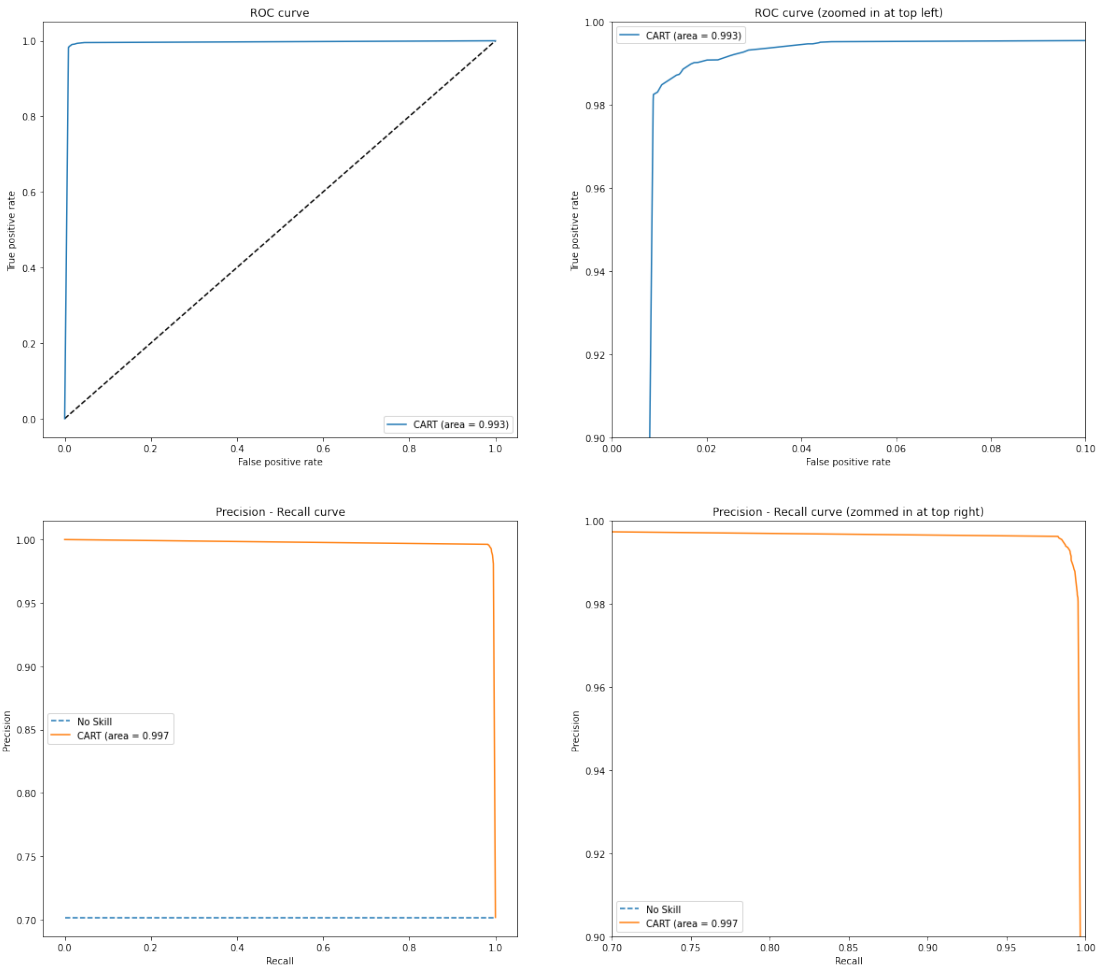 ROC curve
1.0
0.8
0.6
0.4
0.2
0.0
True positive rate
CART (area = 0.993)
0.0 0.2 0.4 0.6 0.8 1.0
False positive rate
ROC curve (zoomed in at top left)
1.00
0.98
0.96
0.94
0.92
0.90
True positive rate
CART (area = 0.993)
0.00 0.02 0.04 0.06 0.08 0.10
False positive rate
Precision - Recall curve
1.00
0.95
0.90
0.85
0.80
0.75
0.70
Precision
No Skill
CART (area = 0.997
0.0 0.2 0.4 0.6 0.8 1.0
Recall
Precision - Recall curve (zommed in at top right)
1.00
0.98
0.96
0.94
0.92
0.90
Precision
No Skill
CART (area = 0.997
0.70 0.75 0.80 0.85 0.90 0.95 1.00
Recall